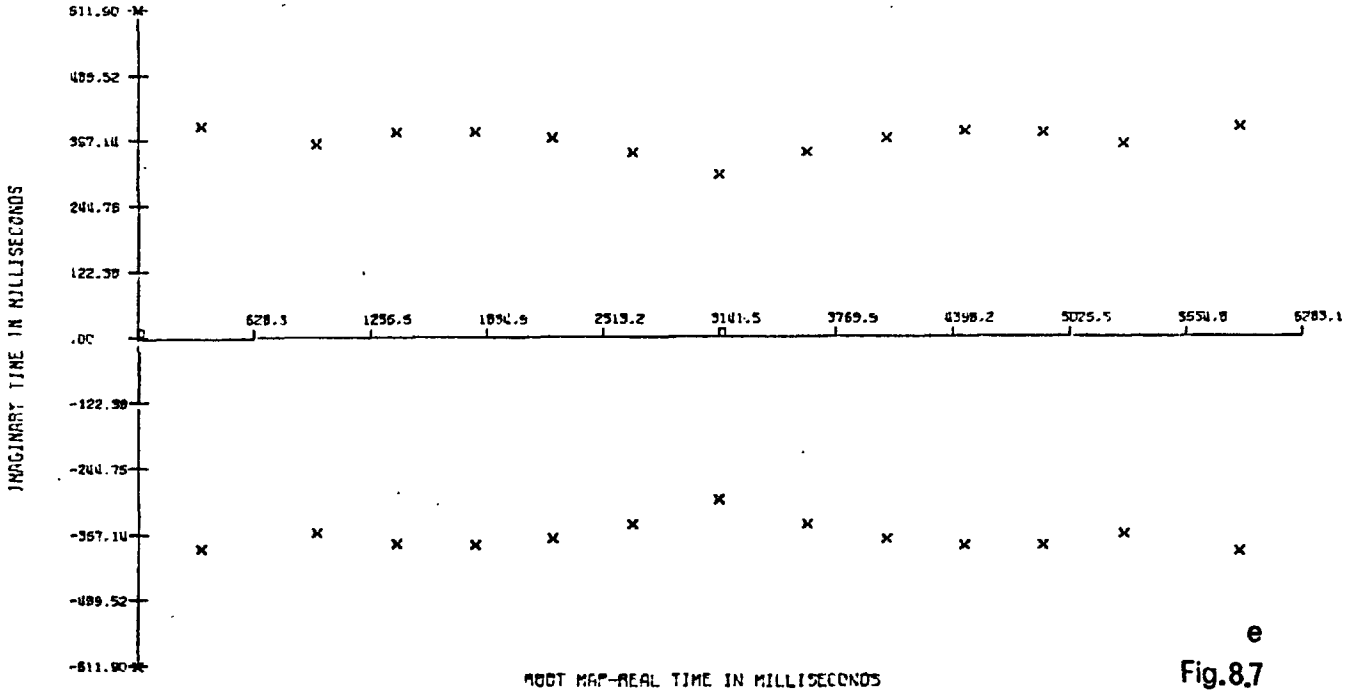 611.90
489.52
367.14
244.76
122.38
.00
-122.38
-244.76
-367.14
-489.52
-611.90
628.3 1256.6 1884.9 2513.2 3141.5 3769.9 4398.2 5026.5 5654.8 6283.1
IMAGINARY TIME IN MILLISECONDS
ROOT MAP-REAL TIME IN MILLISECONDS
e
Fig.8.7